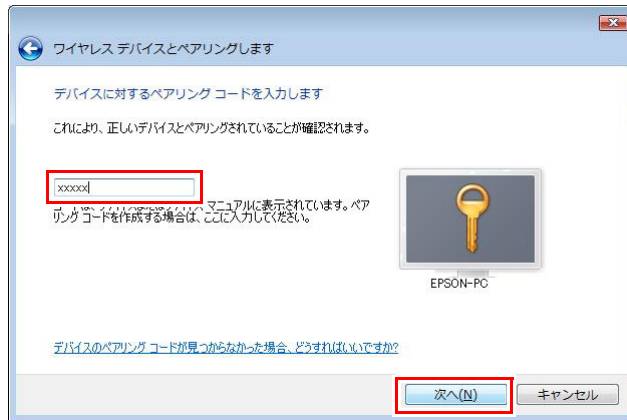 ワイヤレス デバイスとペアリングします
デバイスに対するペアリング コードを入力します
これにより、正しいデバイスとペアリングされていることが確認されます。
xxxxx
マニュアルに表示されています。ペア
リング コードを作成する場合は、ここに入力してください。
EPSON-PC
デバイスのペアリング コードが見つからなかった場合、どうすればいいですか?
次へ(N)
キャンセル